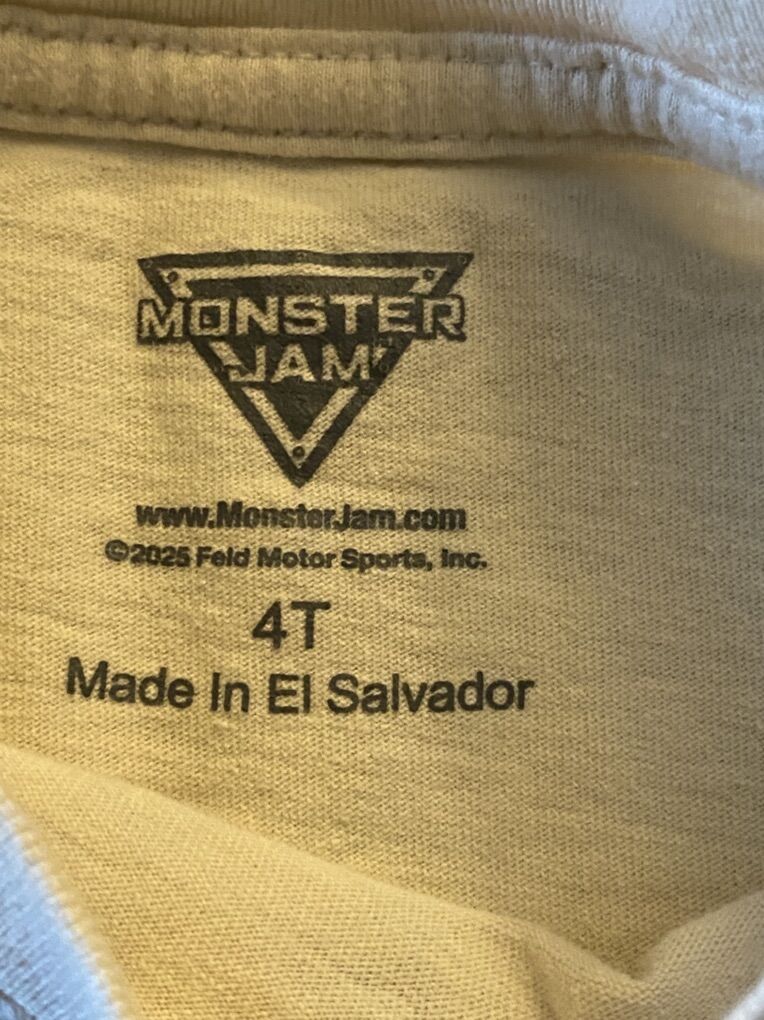 MONSTER
JAM
www.MonsterJam.com
©2025 Feld Motor Sports, Inc.
4T
Made In El Salvador